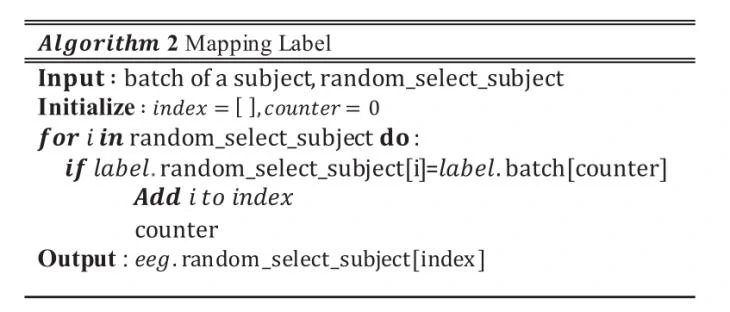 Algorithm 2 Mapping Label
Input : batch of a subject, random_select_subject
Initialize : index = [ ], counter = 0
for i in random_select_subject do :
if label. random_select_subject[i]=label. batch[counter]
Add i to index
counter
Output : eeg. random_select_subject[index]